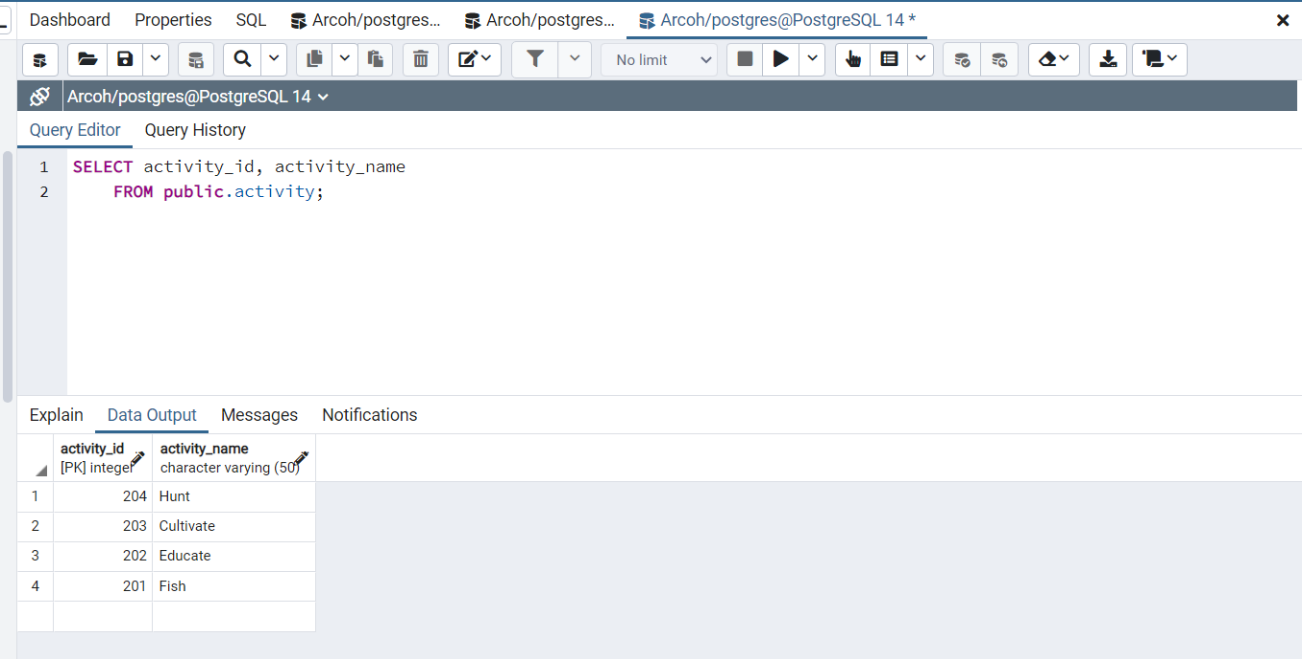 Dashboard Properties SQL Arcoh/postgres... Arcoh/postgres... Arcoh/postgres@PostgreSQL 14 *
No limit
Arcoh/postgres@PostgreSQL 14
Query Editor Query History
1 SELECT activity_id, activity_name
2 FROM public.activity;
Explain Data Output Messages Notifications
activity_id activity_name
[PK] integer character varying (50)
1 204 Hunt
2 203 Cultivate
3 202 Educate
4 201 Fish